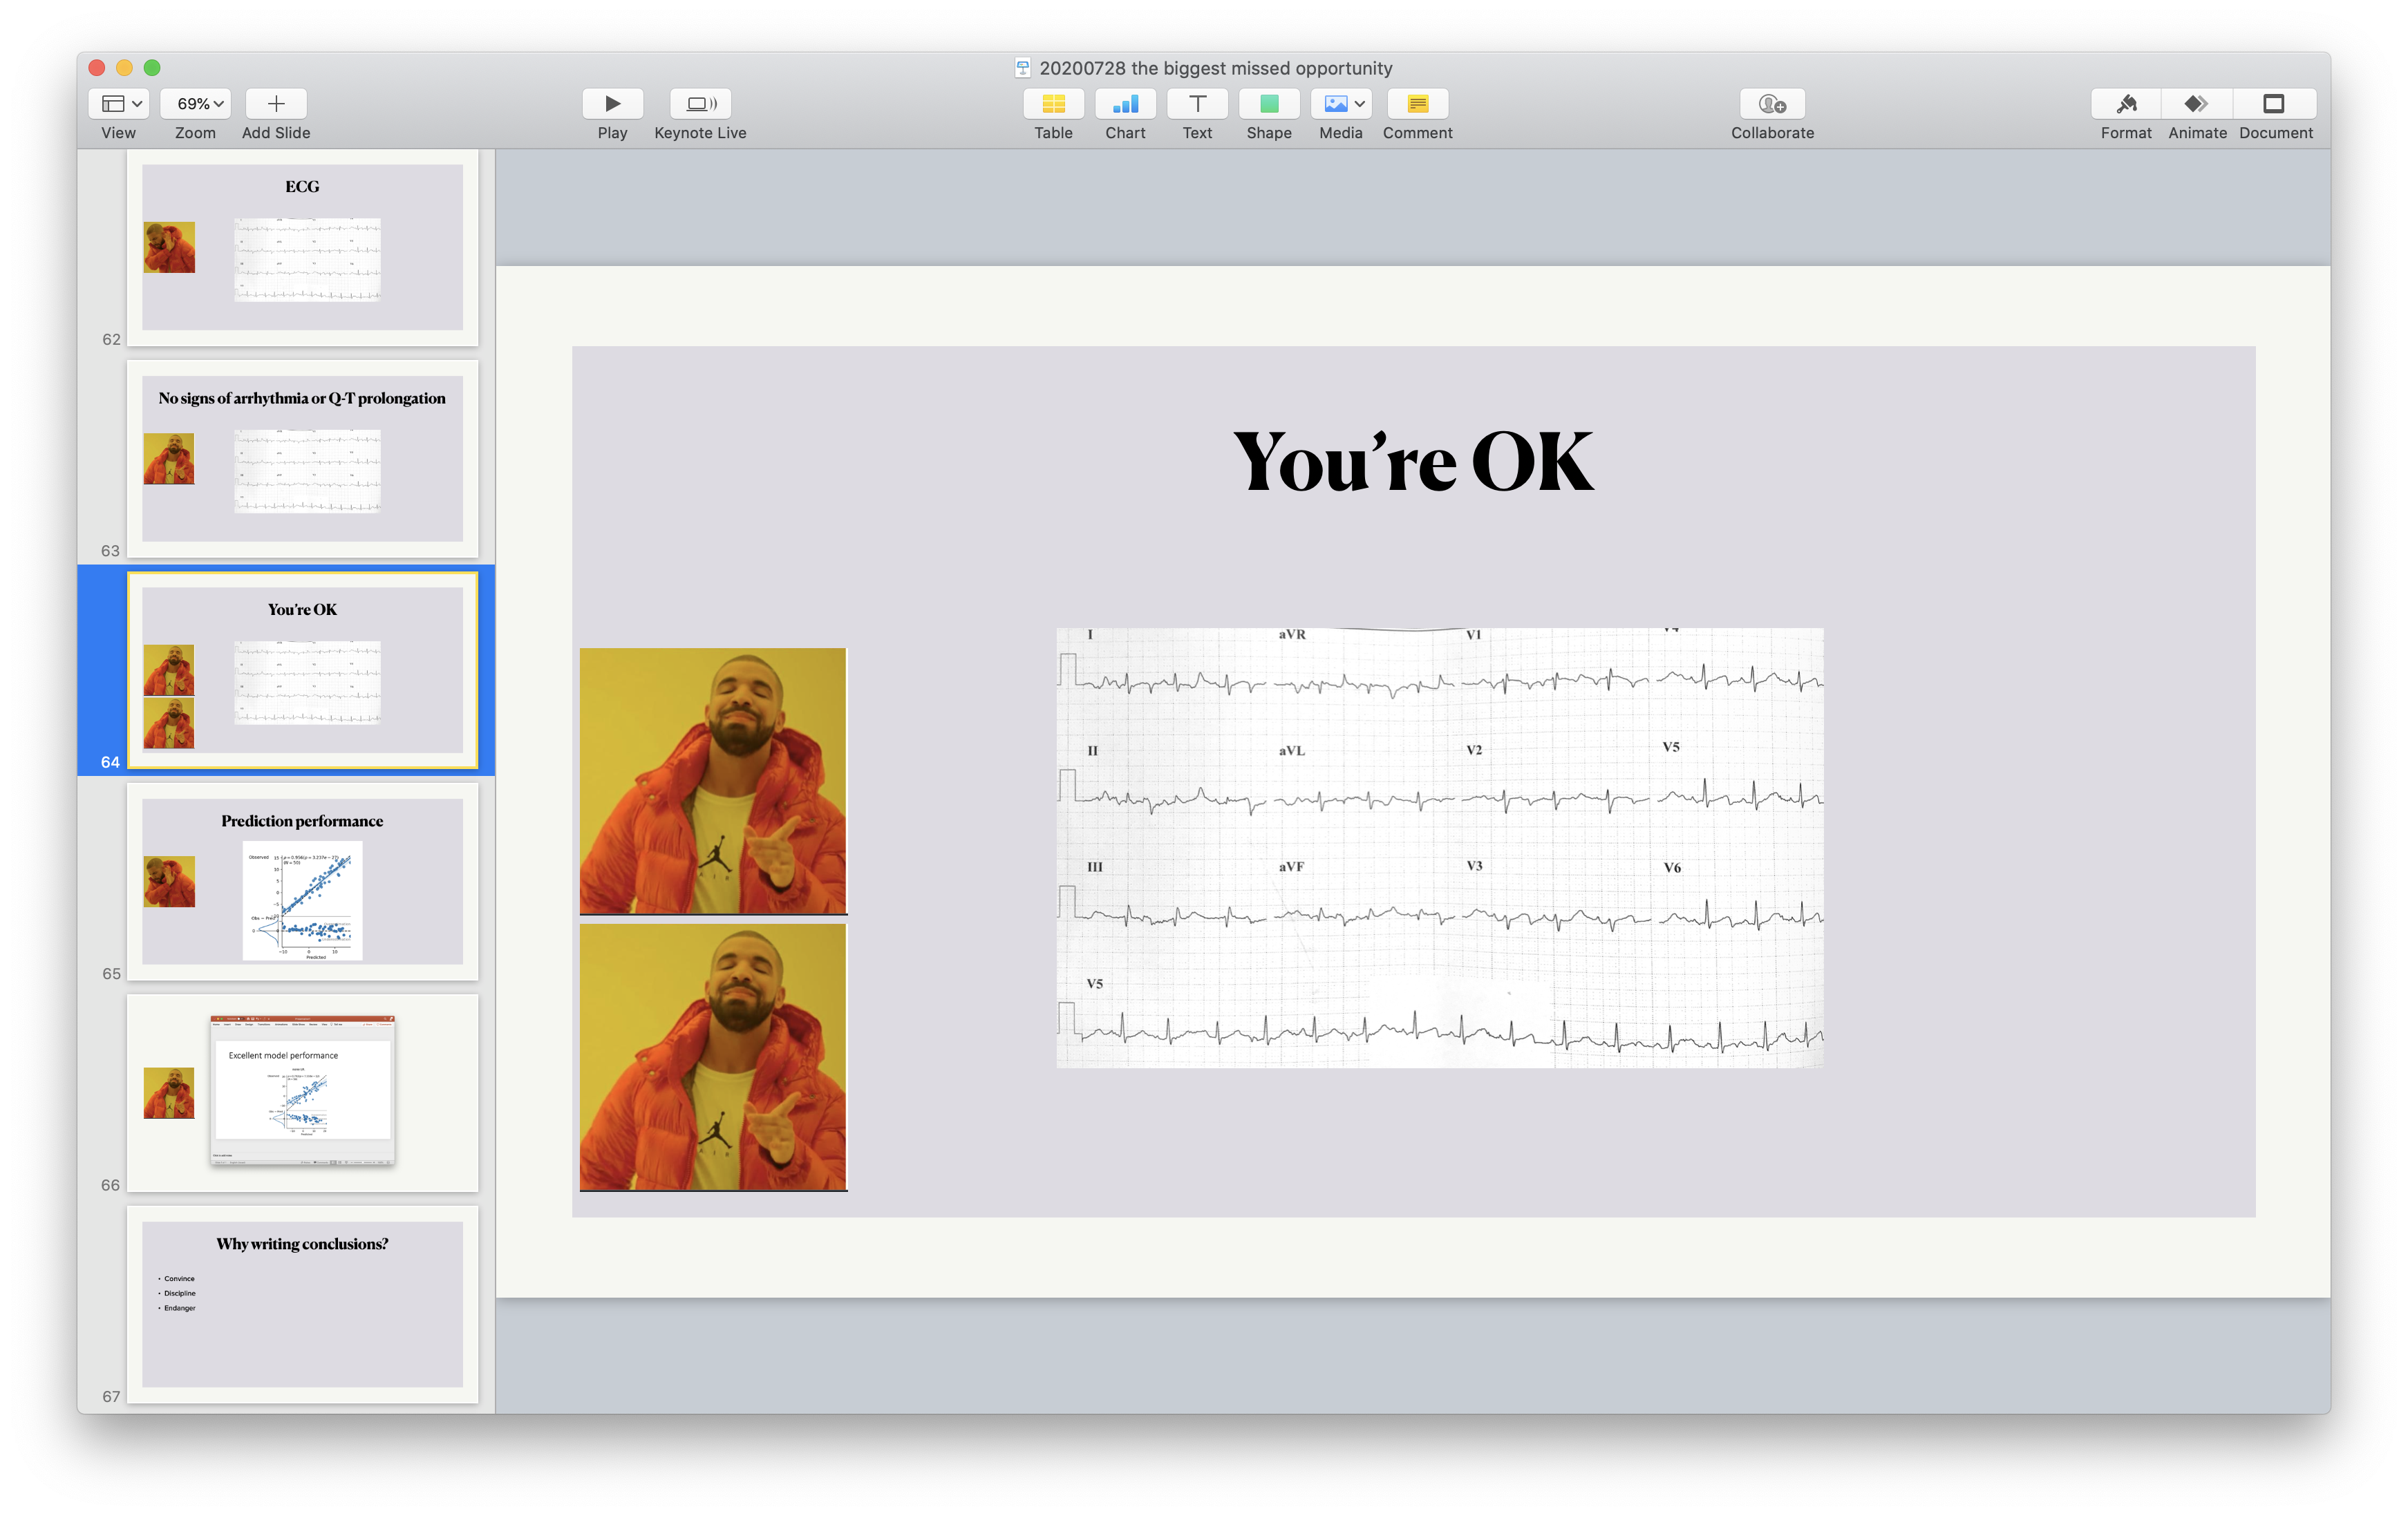 20200728 the biggest missed opportunity
69%
View Zoom Add Slide Play Keynote Live Table Chart Text Shape Media Comment Collaborate Format Animate Document
ECG
62
No signs of arrhythmia or Q-T prolongation
63
You're OK
64
Prediction performance
Observed
Predicted
65
Excellent model performance
66
Why writing conclusions?
• Convince
• Discipline
• Endanger
67
You’re OK
I aVR V1 V4
II aVL V2 V5
III aVF V3 V6
V5